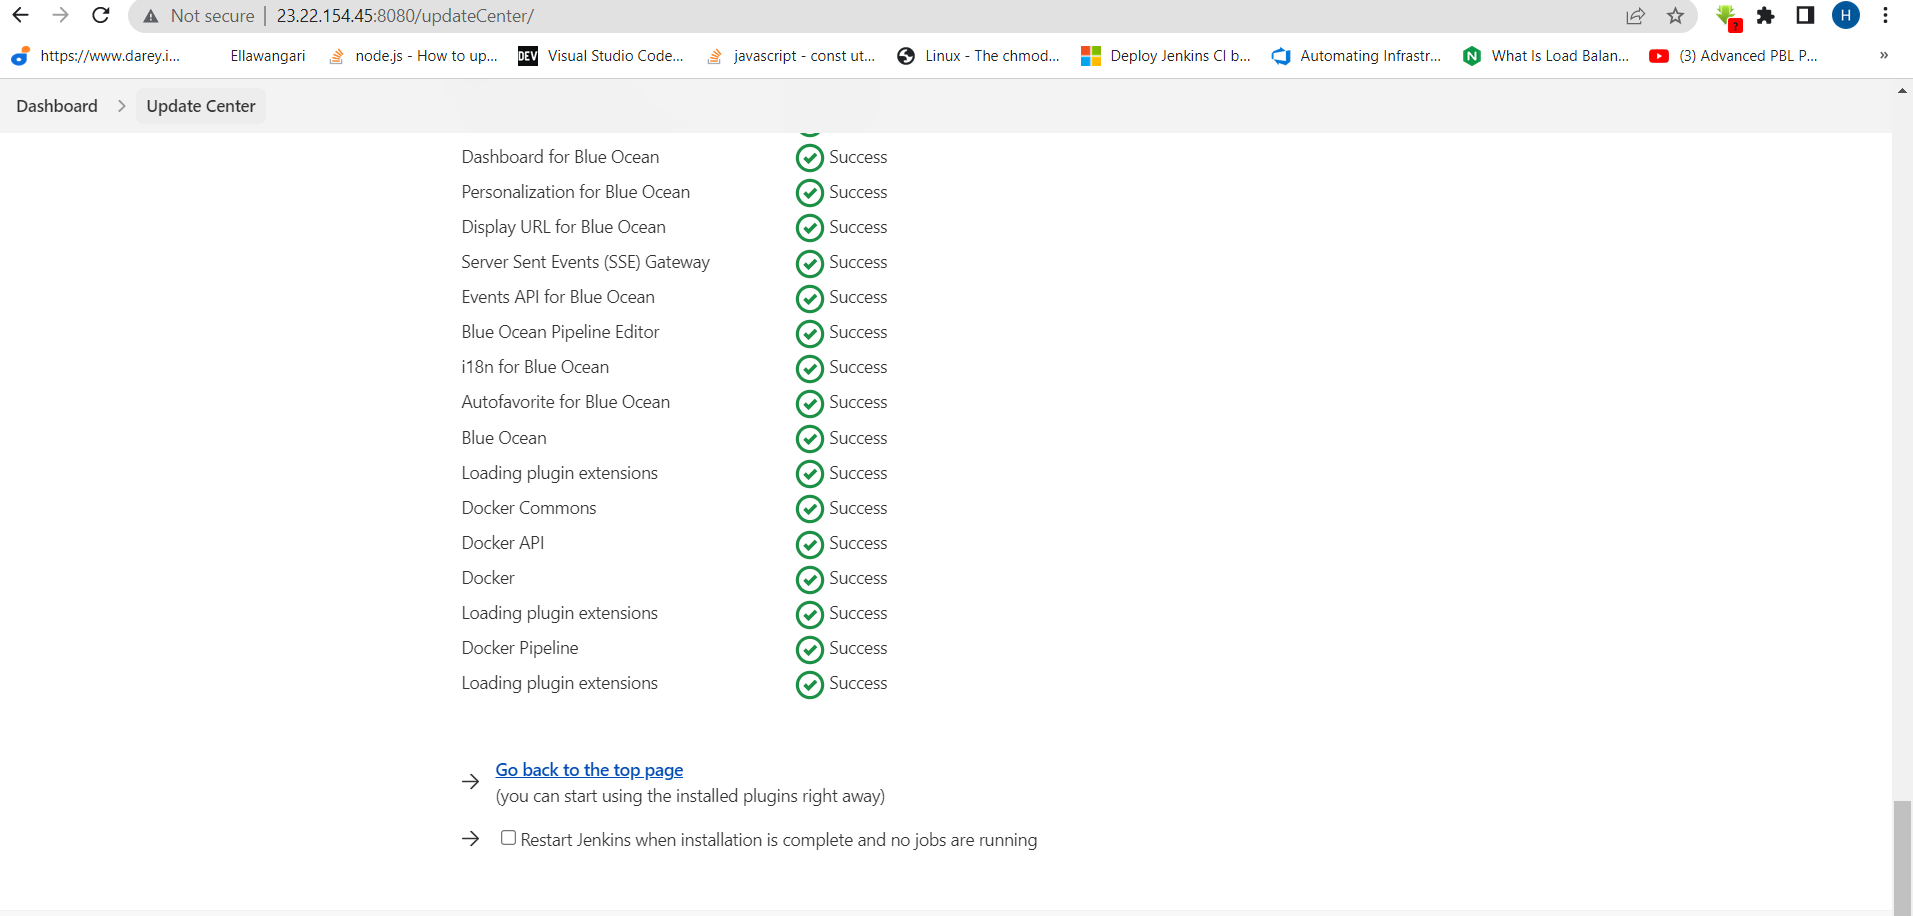 Not secure | 23.22.154.45:8080/updateCenter/
H
?
https://www.darey.i... Ellawangari node.js - How to up... DEV Visual Studio Code... javascript - const ut... Linux - The chmod... Deploy Jenkins CI b... Automating Infrastr... N What Is Load Balan... (3) Advanced PBL P... »
Dashboard Update Center
Dashboard for Blue Ocean Success
Personalization for Blue Ocean Success
Display URL for Blue Ocean Success
Server Sent Events (SSE) Gateway Success
Events API for Blue Ocean Success
Blue Ocean Pipeline Editor Success
i18n for Blue Ocean Success
Autofavorite for Blue Ocean Success
Blue Ocean Success
Loading plugin extensions Success
Docker Commons Success
Docker API Success
Docker Success
Loading plugin extensions Success
Docker Pipeline Success
Loading plugin extensions Success
Go back to the top page
(you can start using the installed plugins right away)
Restart Jenkins when installation is complete and no jobs are running